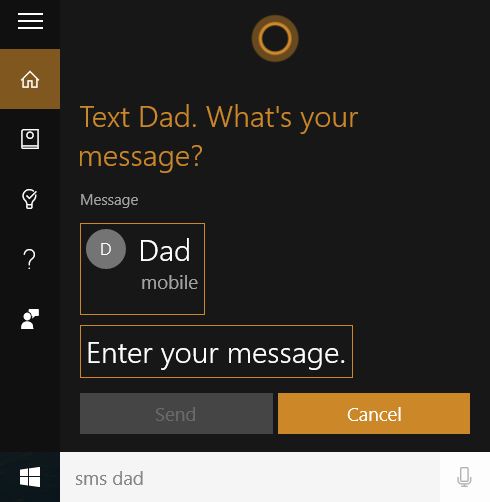 Text Dad. What's your
message?
Message
D
Dad
mobile
Enter your message.
Send
Cancel
sms dad